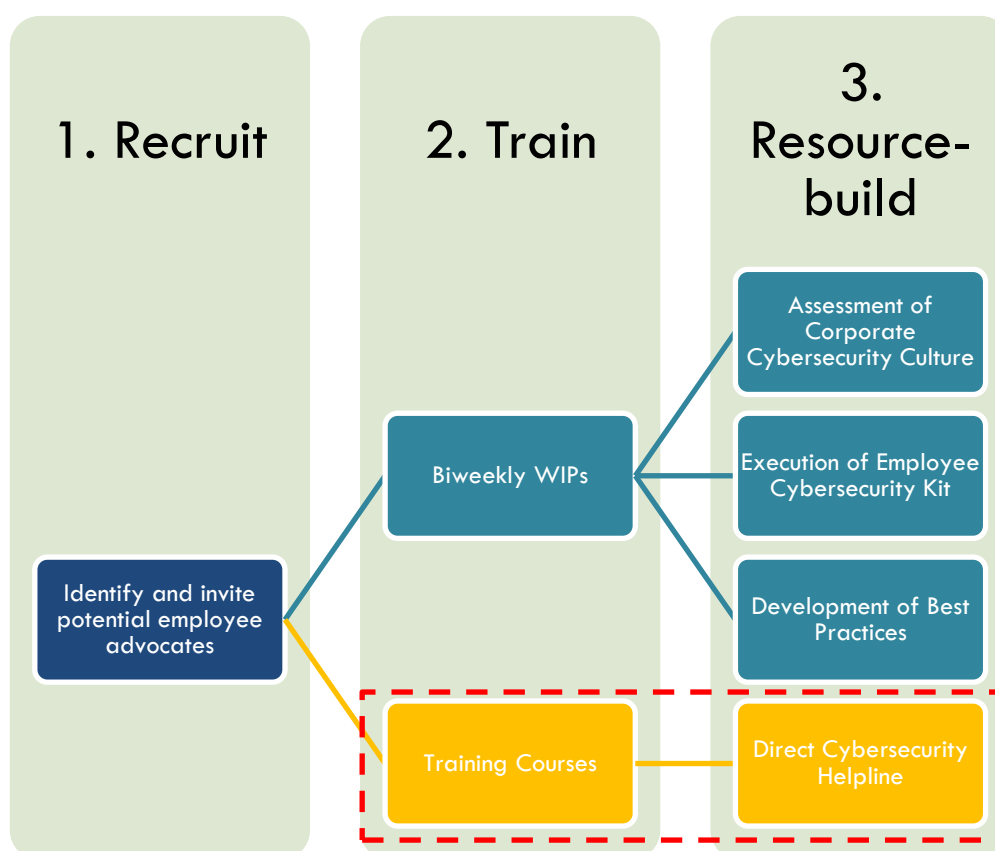 1. Recruit
2. Train
3.
Resource-
build
Identify and invite
potential employee
advocates
Biweekly WIPs
Training Courses
Assessment of
Corporate
Cybersecurity Culture
Execution of Employee
Cybersecurity Kit
Development of Best
Practices
Direct Cybersecurity
Helpline